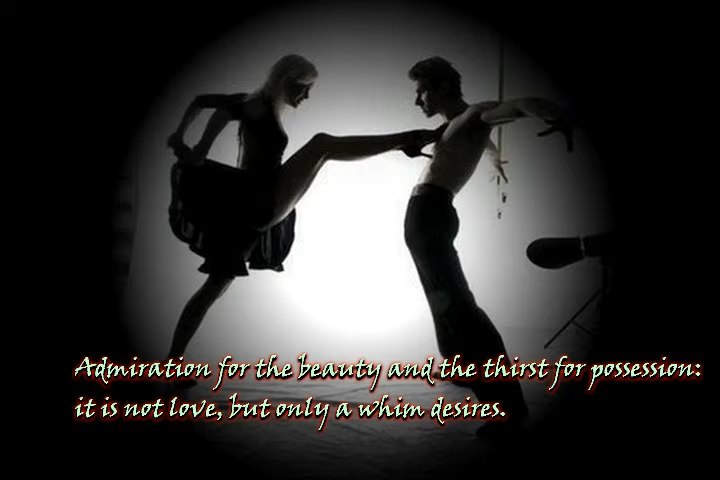 Admiration for the beauty and the thirst for possession:
it is not love, but only a whim desires.